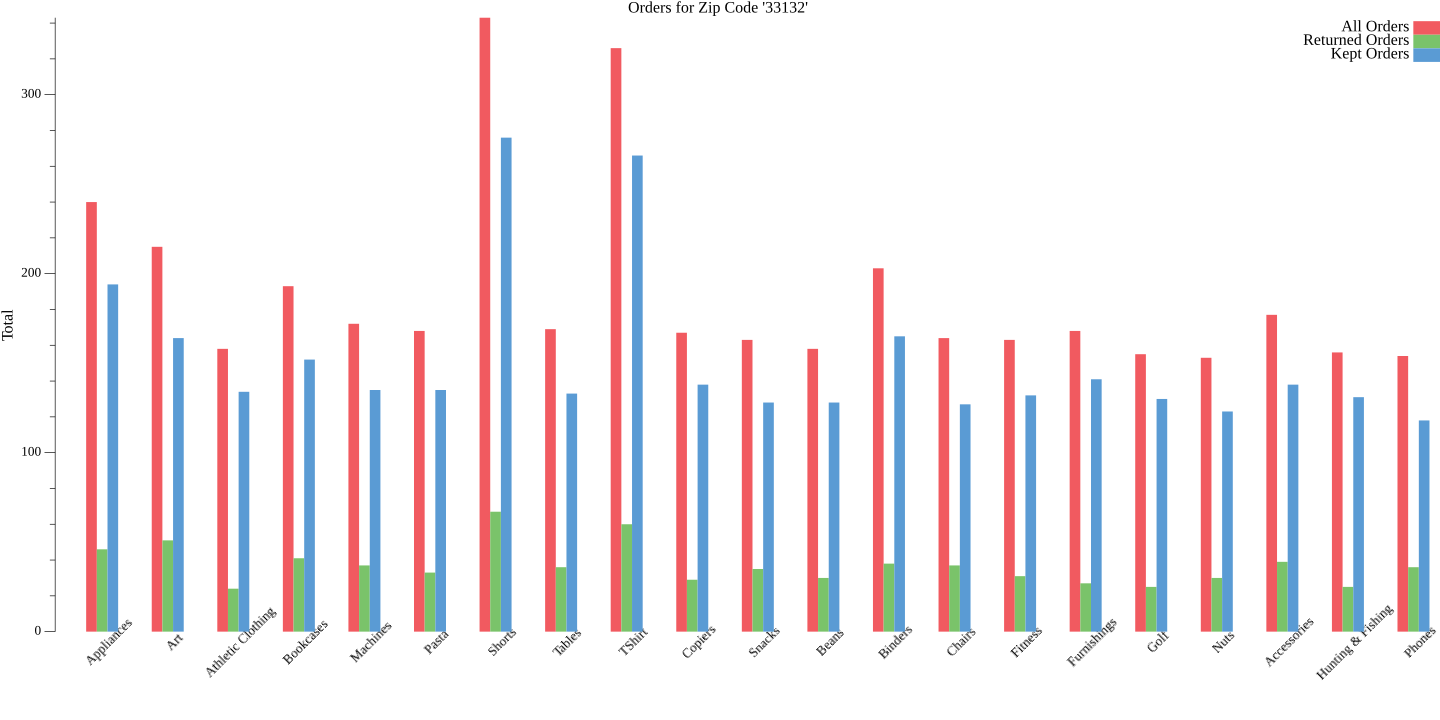 Orders for Zip Code '33132'
All Orders
Returned Orders
Kept Orders
Total
300
200
100
0
Appliances
Art
Athletic Clothing
Bookcases
Machines
Pasta
Shorts
Tables
TShirt
Copiers
Snacks
Beans
Binders
Chairs
Fitness
Furnishings
Golf
Nuts
Accessories
Hunting & Fishing
Phones